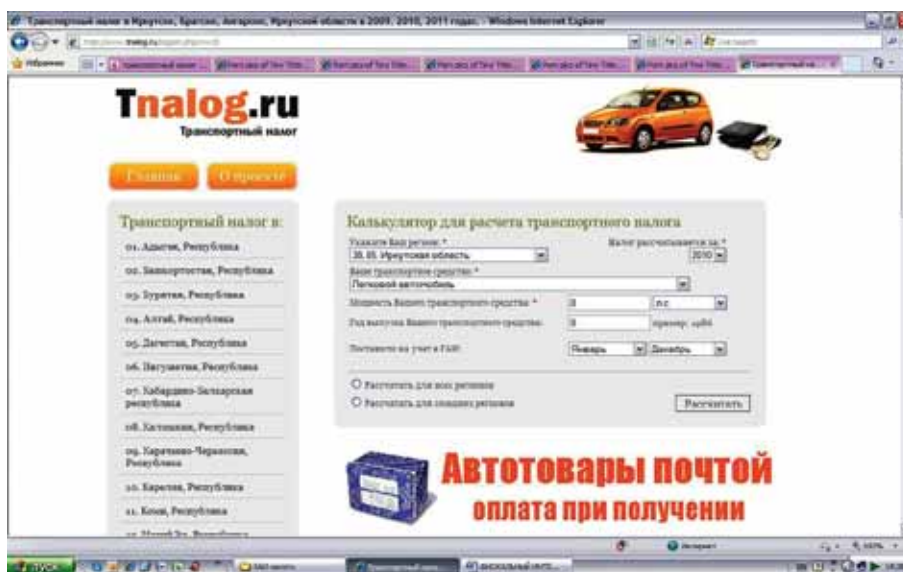 Транспортный налог в Иркутске, Братске, Ангарске, Иркутской области в 2009, 2010, 2011 годах. - Windows Internet Explorer
Избранное
Tnalog.ru
Транспортный налог
Главная
О проекте
Транспортный налог в:
01. Адыгея, Республика
02. Башкортостан, Республика
03. Бурятия, Республика
04. Алтай, Республика
05. Дагестан, Республика
06. Ингушетия, Республика
07. Кабардино-Балкарская
республика
08. Калмыкия, Республика
09. Карачаево-Черкессия,
Республика
10. Карелия, Республика
11. Коми, Республика
Калькулятор для расчета транспортного налога
Укажите Ваш регион: *
Налог рассчитывается за: *
38, 85. Иркутская область
2010
Ваше транспортное средство: *
Легковой автомобиль
Мощность Вашего транспортного средства: *
0
л.с.
Год выпуска Вашего транспортного средства:
0
пример: 1986
Поставлено на учет в ГАИ:
Январь
Декабрь
Рассчитать для всех регионов
Рассчитать для соседних регионов
Рассчитать
Автотовары почтой
оплата при получении
Интернет
ПУСК